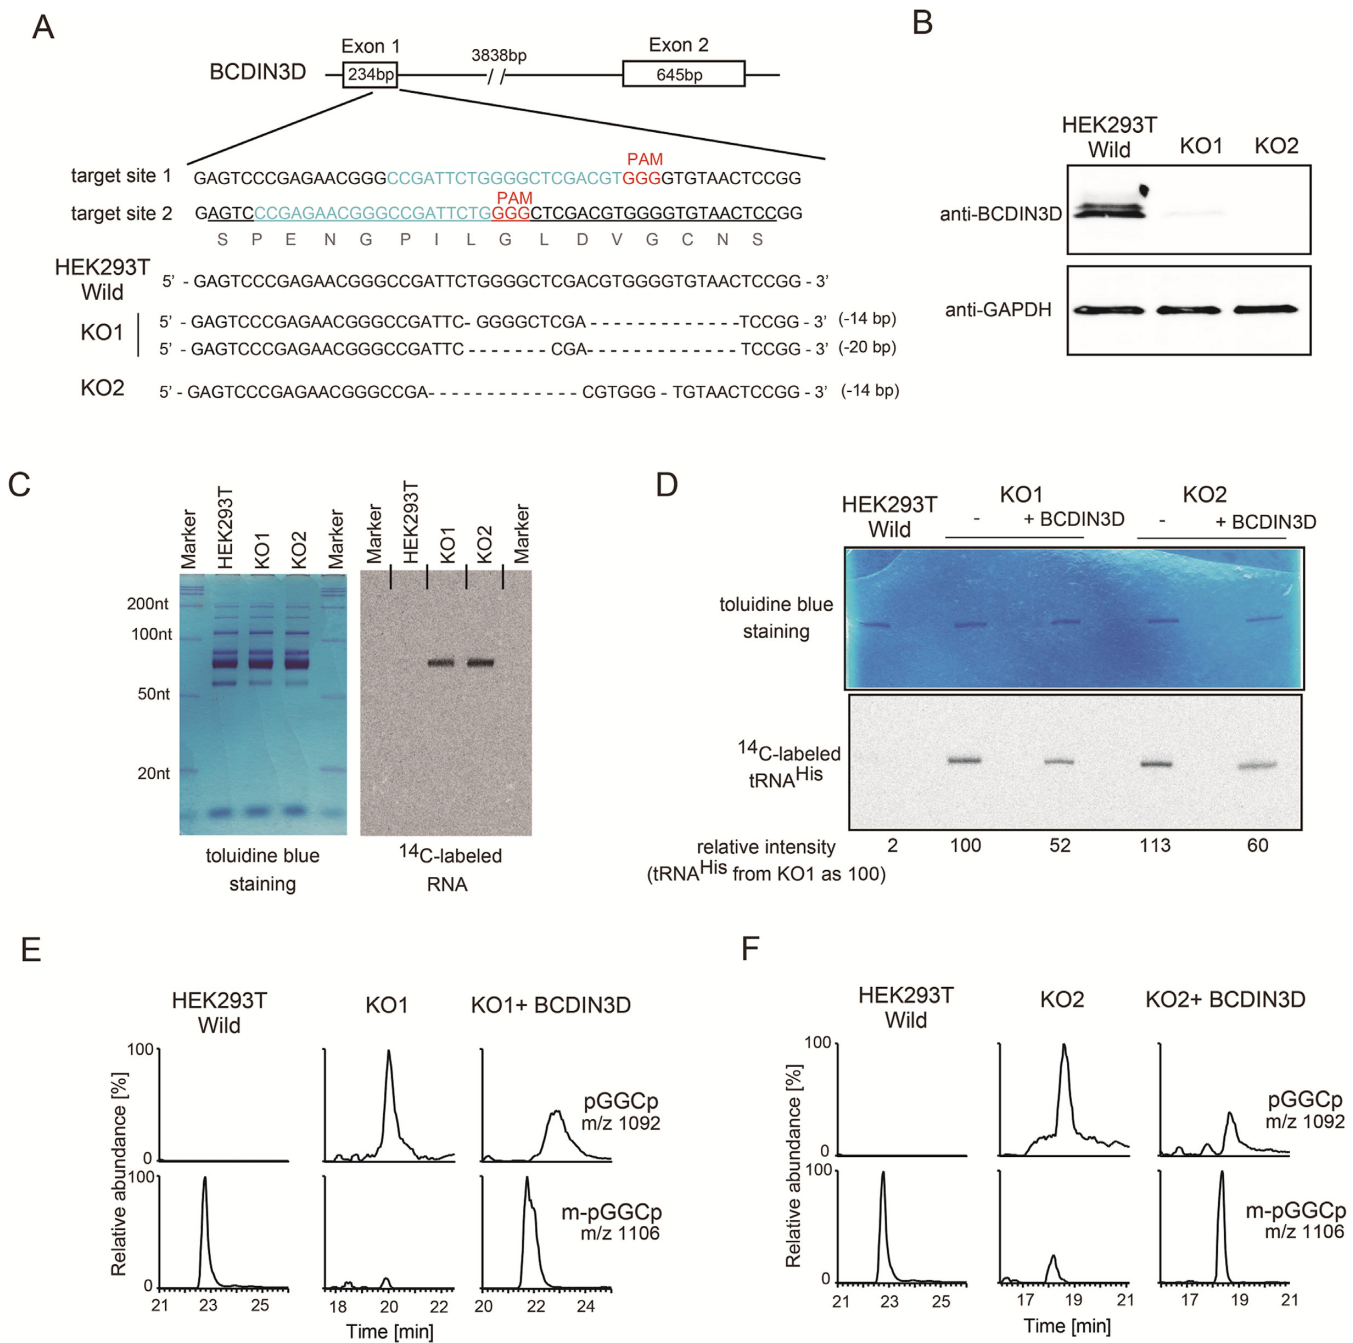 A
Exon 1
3838bp
Exon 2
BCDIN3D
234bp
//
645bp
PAM
target site 1
GAGTCCCGAGAACGGGCCGATTCTGGGGCTCGACGTGGGGTGTAACTCCGG
PAM
target site 2
GAGTCCCGAGAACGGGCCGATTCTGGGGCTCGACGTGGGGTGTAACTCCGG
S P E N G P I L G L D V G C N S
HEK293T
Wild
5' - GAGTCCCGAGAACGGGCCGATTCTGGGGCTCGACGTGGGGTGTAACTCCGG - 3'
KO1
5' - GAGTCCCGAGAACGGGCCGATTC- GGGGCTCGA - - - - - - - - - - - - -TCCGG - 3' (-14 bp)
5' - GAGTCCCGAGAACGGGCCGATTC - - - - - - - CGA- - - - - - - - - - - - - TCCGG - 3' (-20 bp)
KO2
5' - GAGTCCCGAGAACGGGCCGA- - - - - - - - - - - - - CGTGGG - TGTAACTCCGG - 3' (-14 bp)
B
HEK293T
Wild
KO1
KO2
anti-BCDIN3D
anti-GAPDH
C
Marker
HEK293T
KO1
KO2
Marker
Marker
HEK293T
KO1
KO2
Marker
200nt
100nt
50nt
20nt
toluidine blue
staining
14C-labeled
RNA
D
HEK293T
Wild
KO1
- + BCDIN3D
KO2
- + BCDIN3D
toluidine blue
staining
14C-labeled
tRNAHis
relative intensity
(tRNAHis from KO1 as 100)
2 100 52 113 60
E
HEK293T
Wild
KO1
KO1+ BCDIN3D
Relative abundance [%]
100
0
100
0
pGGCp
m/z 1092
m-pGGCp
m/z 1106
21 23 25
18 20 22
20 22 24
Time [min]
F
HEK293T
Wild
KO2
KO2+ BCDIN3D
Relative abundance [%]
100
0
100
0
pGGCp
m/z 1092
m-pGGCp
m/z 1106
21 23 25
17 19 21
17 19 21
Time [min]